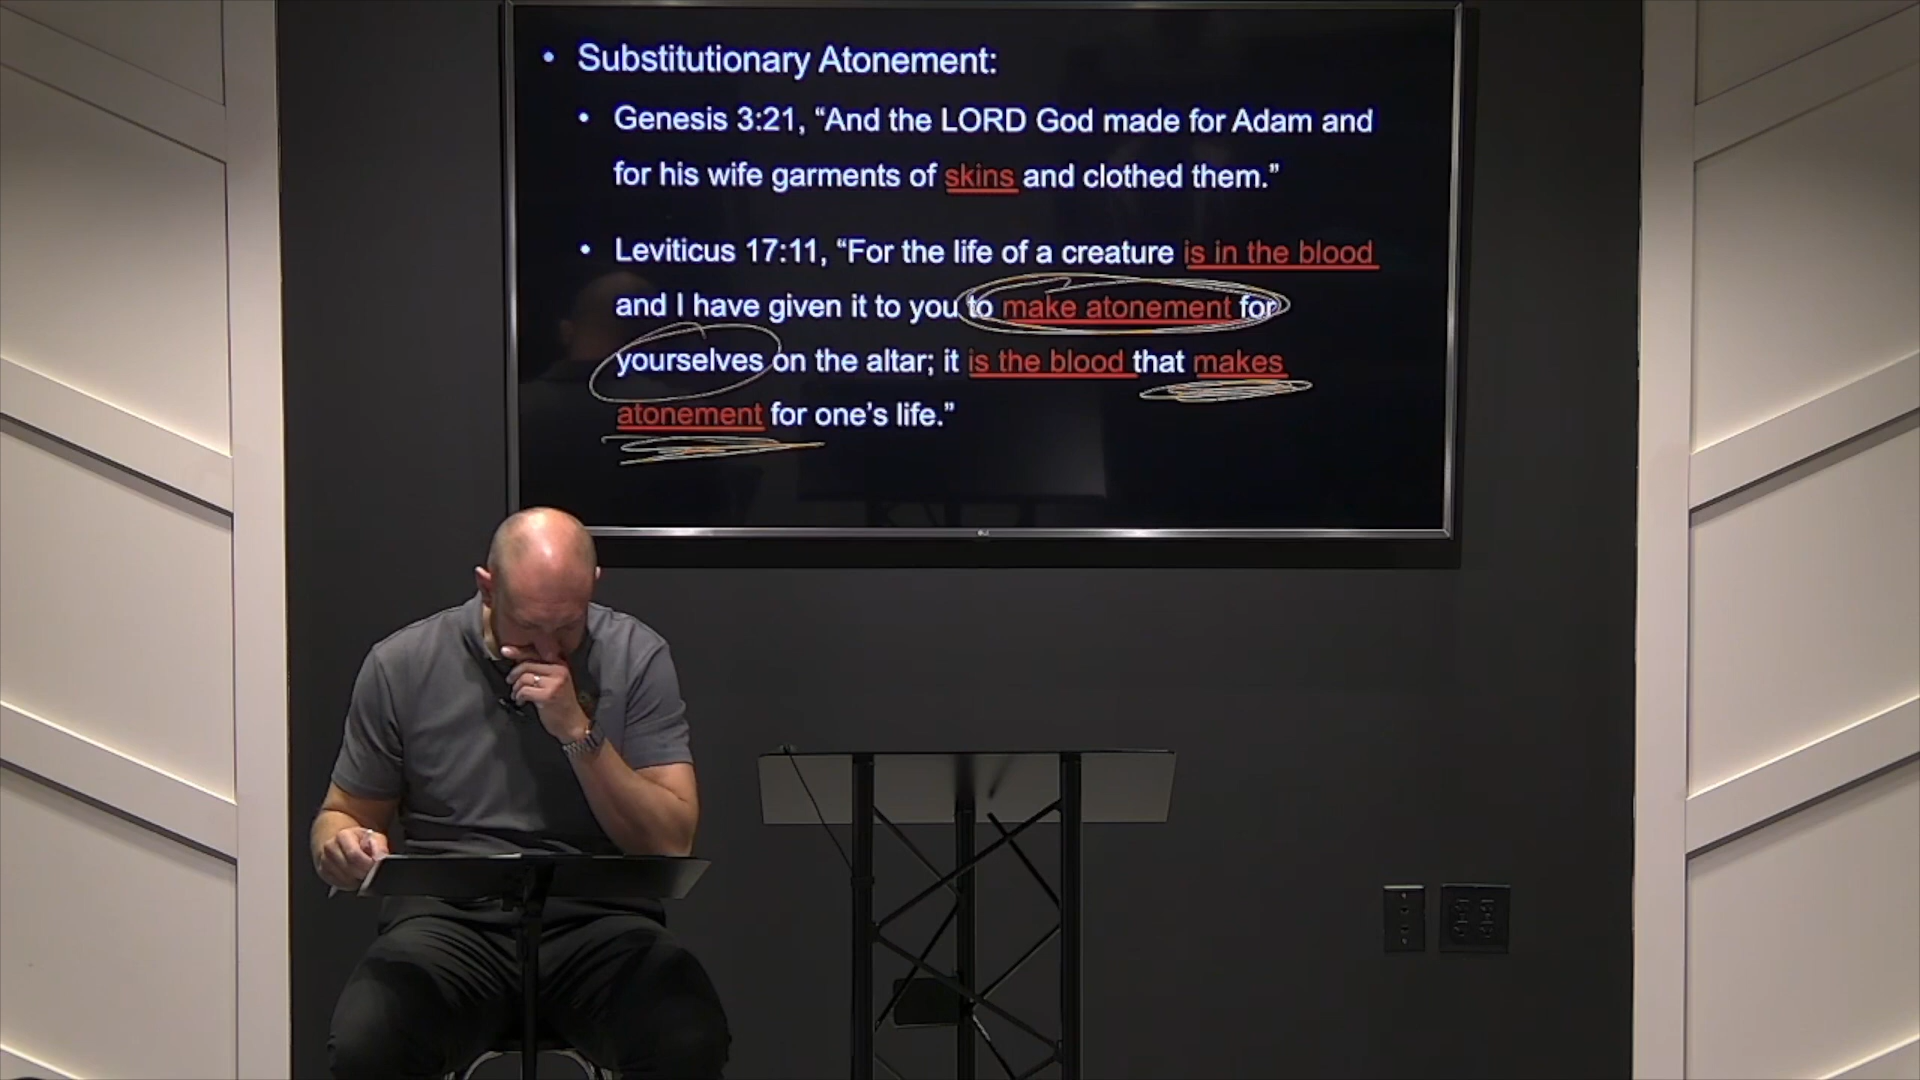 • Substitutionary Atonement:
• Genesis 3:21, “And the LORD God made for Adam and
for his wife garments of skins and clothed them.”
• Leviticus 17:11, “For the life of a creature is in the blood
and I have given it to you to make atonement for
yourselves on the altar; it is the blood that makes
atonement for one’s life.”